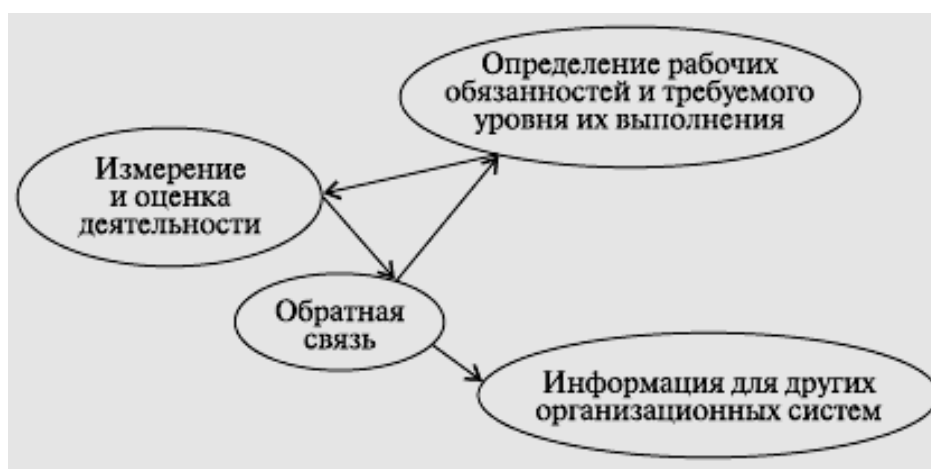 Определение рабочих
обязанностей и требуемого
уровня их выполнения
Измерение
и оценка
деятельности
Обратная
связь
Информация для других
организационных систем